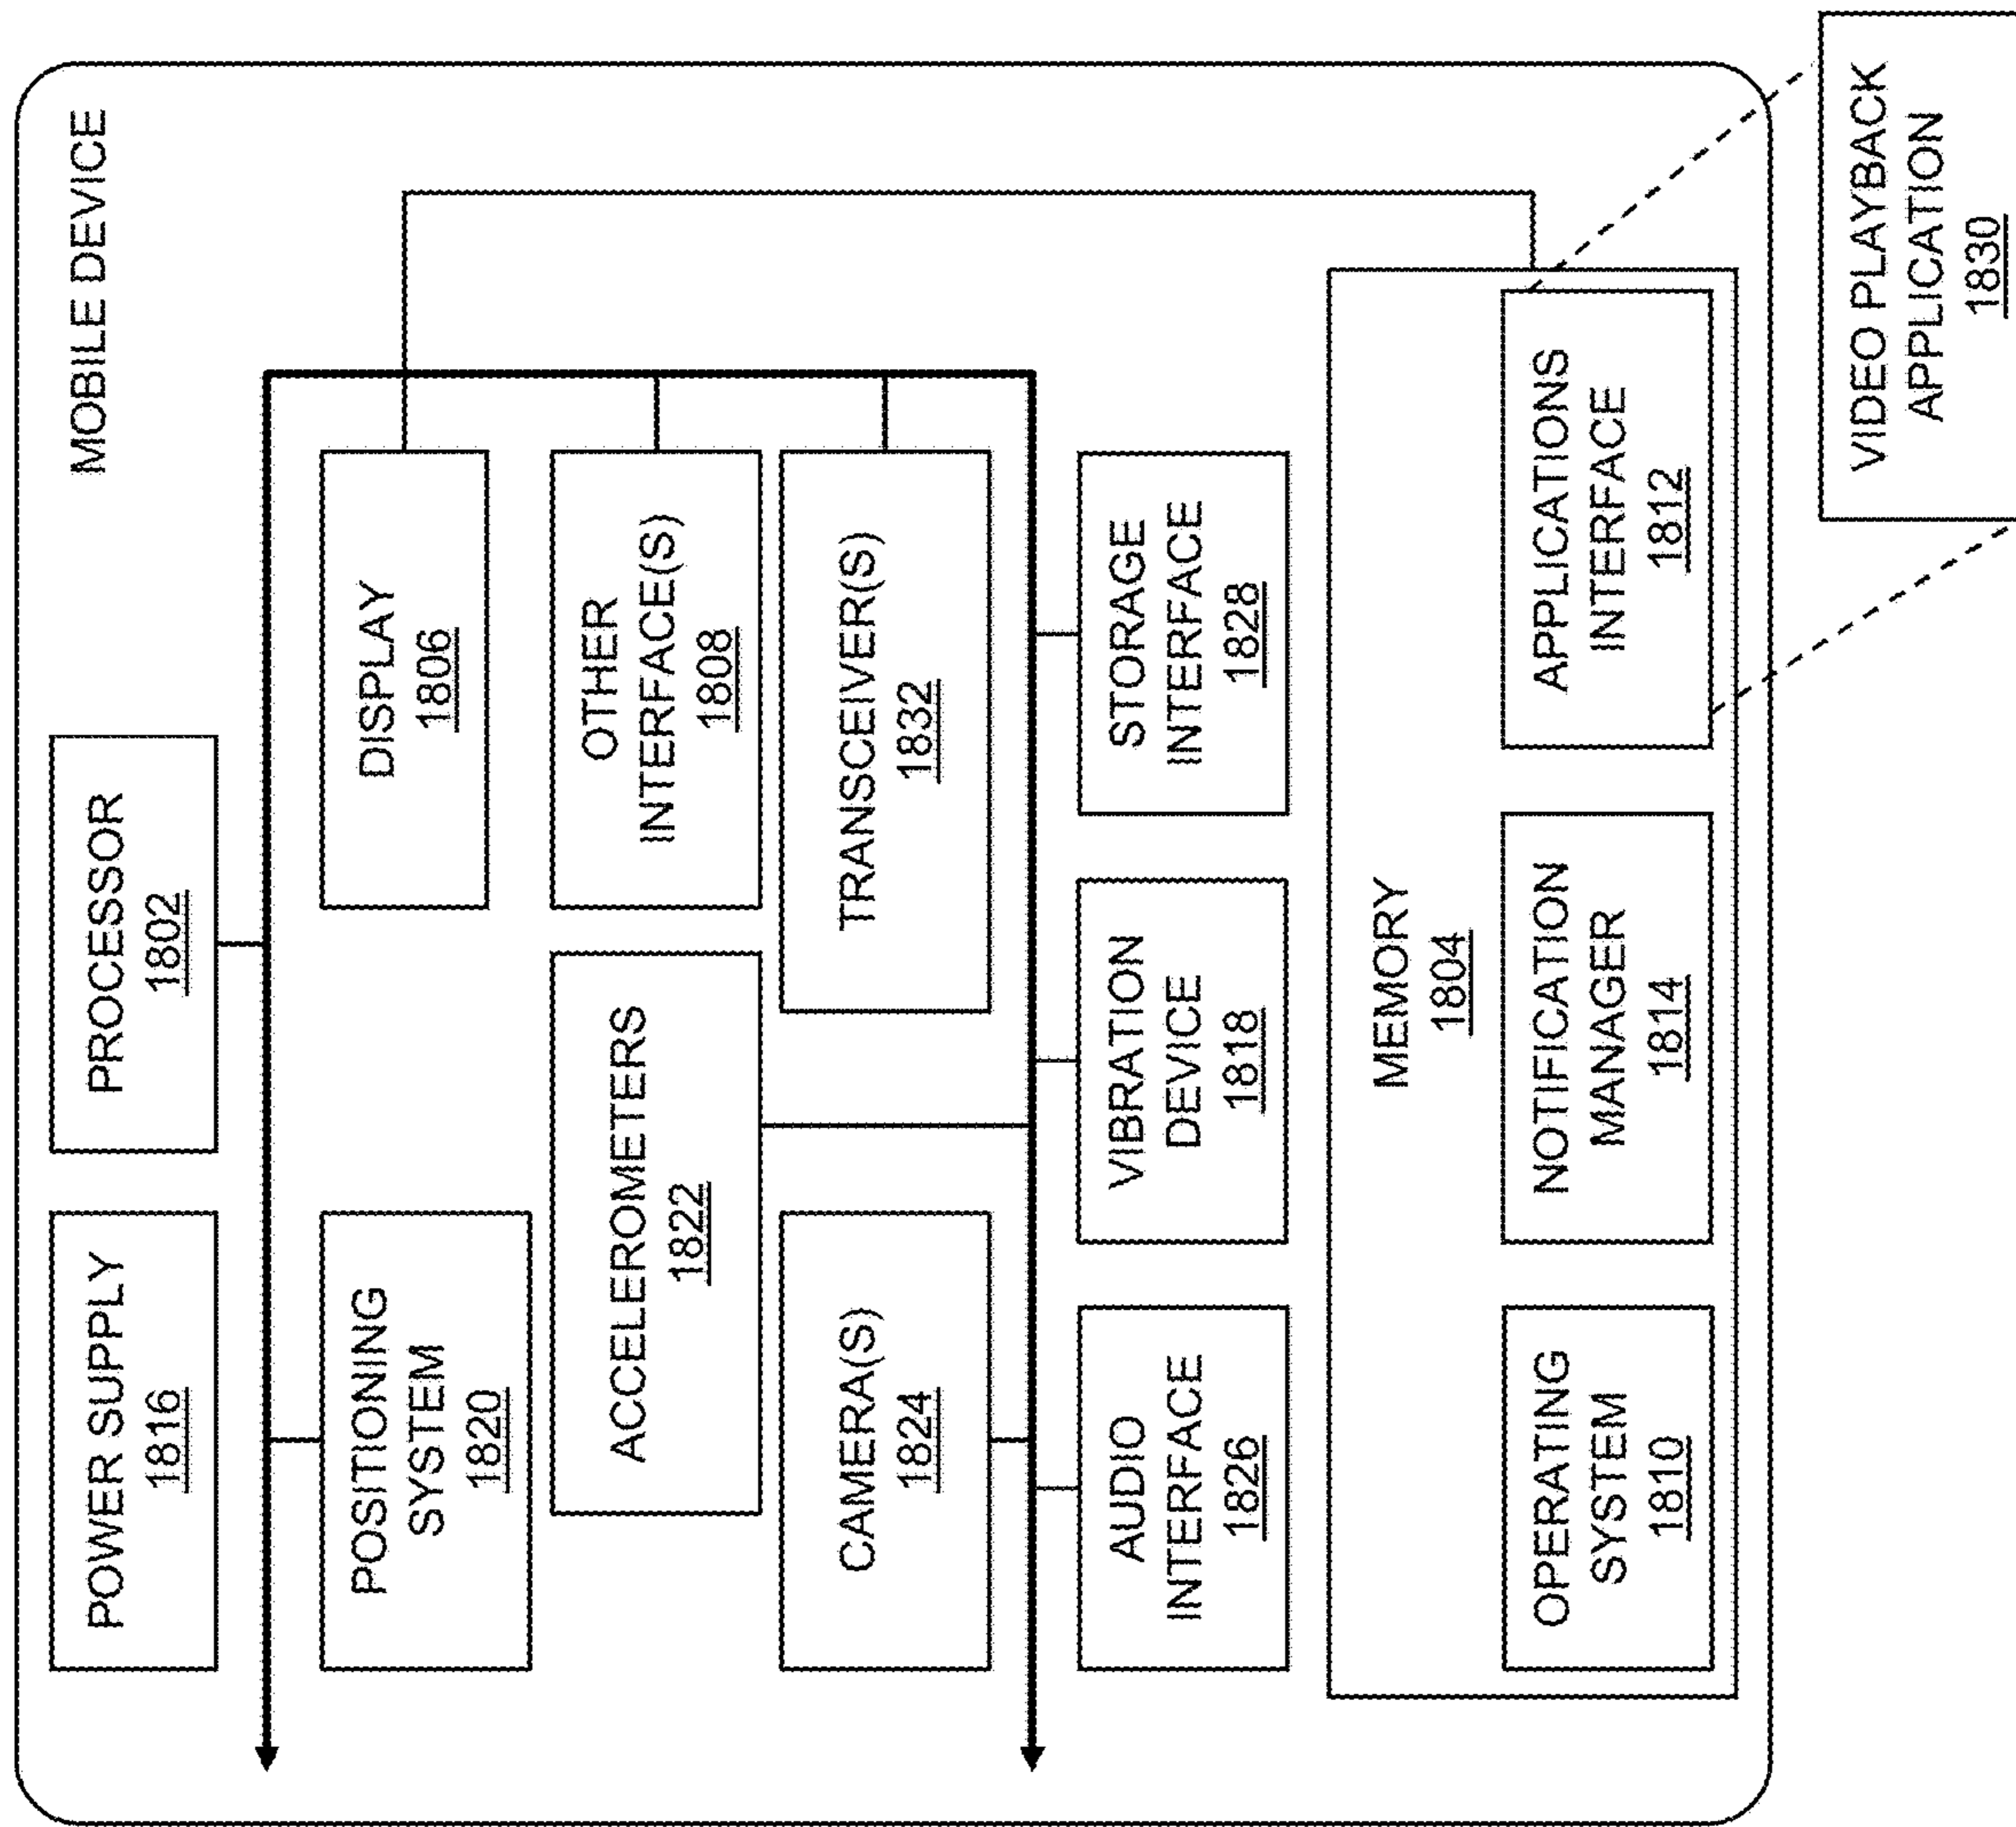 MOBILE DEVICE
POWER SUPPLY
1816
PROCESSOR
1802
POSITIONING
SYSTEM
1820
DISPLAY
1806
ACCELEROMETERS
1822
OTHER
INTERFACE(S)
1808
CAMERA(S)
1824
TRANSCEIVER(S)
1832
AUDIO
INTERFACE
1826
VIBRATION
DEVICE
1818
STORAGE
INTERFACE
1828
MEMORY
1804
OPERATING
SYSTEM
1810
NOTIFICATION
MANAGER
1814
APPLICATIONS
INTERFACE
1812
VIDEO PLAYBACK
APPLICATION
1830